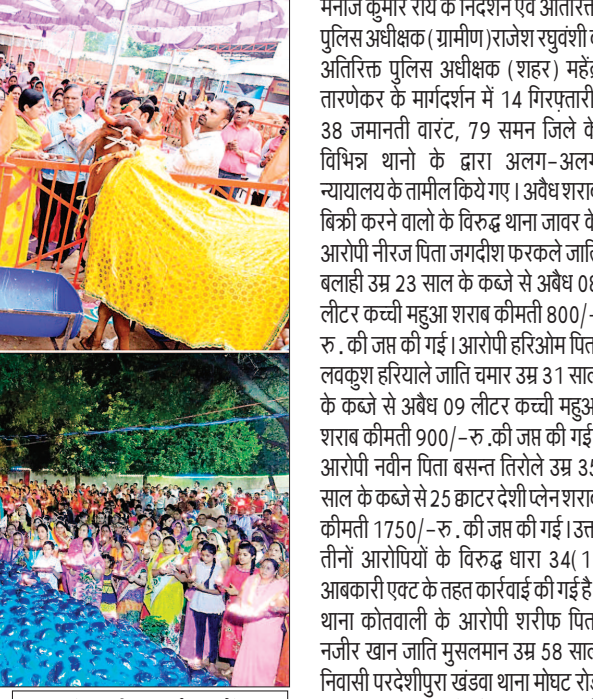 मनोज कुमार राय के निर्देशन एवं अतिरिक्त
पुलिस अधीक्षक ( ग्रामीण )राजेश रघुवंशी
अतिरिक्त पुलिस अधीक्षक (शहर) महेंद्र
तारणेकर के मार्गदर्शन में 14 गिरफ़्तारी
38 जमानती वारंट, 79 समन जिले के
विभिन्न थानो के द्वारा अलग-अलग
न्यायालय के तामील किये गए । अवैध शराब
बिक्री करने वालो के विरुद्ध थाना जावर के
आरोपी नीरज पिता जगदीश फरकले जाति
बलाही उम्र 23 साल के कब्जे से अबैध 08
लीटर कच्ची महुआ शराब कीमती 800/-
रु . की जप्त की गई । आरोपी हरिओम पिता
लवकुश हरियाले जाति चमार उम्र 31 साल
के कब्जे से अबैध 09 लीटर कच्ची महुआ
शराब कीमती 900/-रु .की जप्त की गई
आरोपी नवीन पिता बसन्त तिरोले उम्र 35
साल के कब्जे से 25 क्राटर देशी प्लेन शराब
कीमती 1750/-रु . की जप्त की गई । उक्त
तीनों आरोपियों के विरुद्ध धारा 34( 1
आबकारी एक्ट के तहत कार्रवाई की गई है
थाना कोतवाली के आरोपी शरीफ पिता
नजीर खान जाति मुसलमान उम्र 58 साल
निवासी परदेशीपुरा खंडवा थाना मोघट रोड